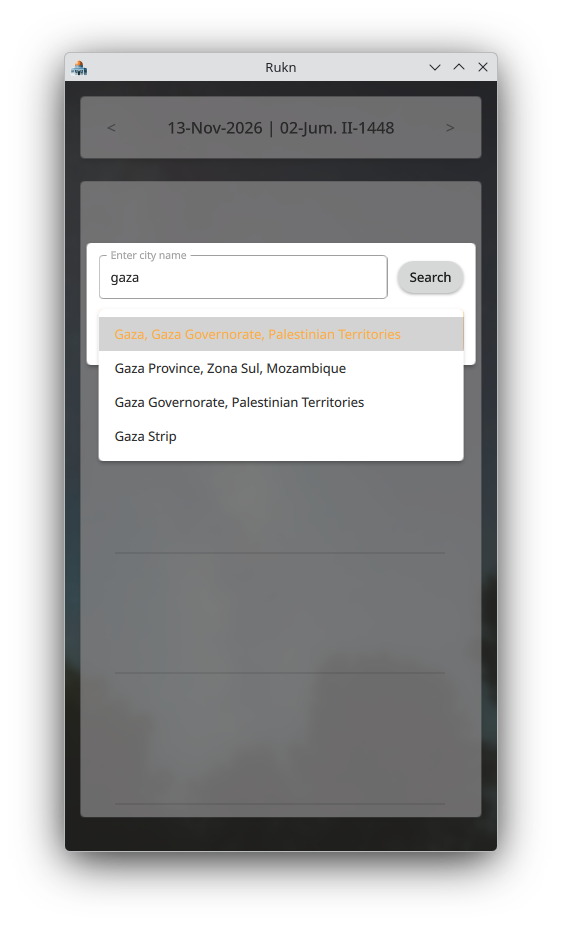 Rukn
< 13-Nov-2026 | 02-Jum. II-1448 >
Enter city name
gaza Search
Gaza, Gaza Governorate, Palestinian Territories
Gaza Province, Zona Sul, Mozambique
Gaza Governorate, Palestinian Territories
Gaza Strip